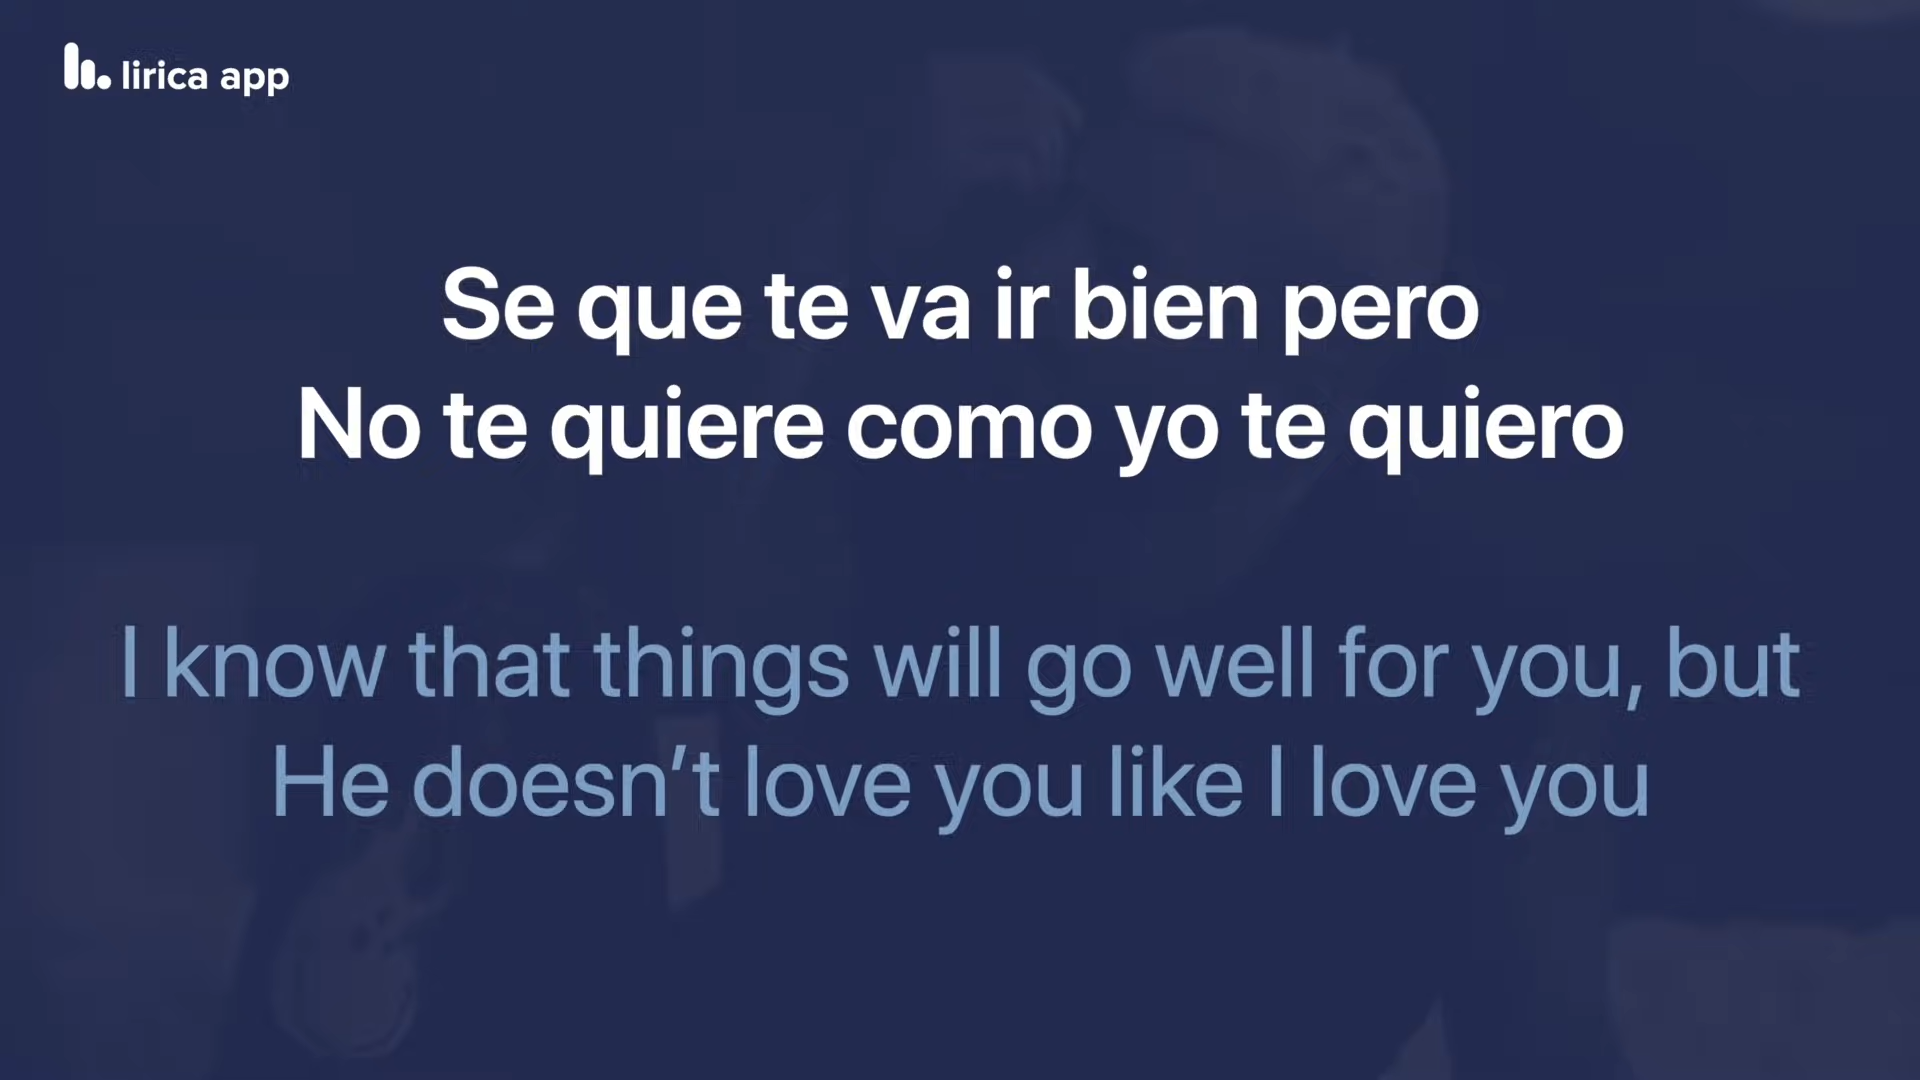 lirica app
Se que te va ir bien pero
No te quiere como yo te quiero
I know that things will go well for you, but
He doesn't love you like I love you